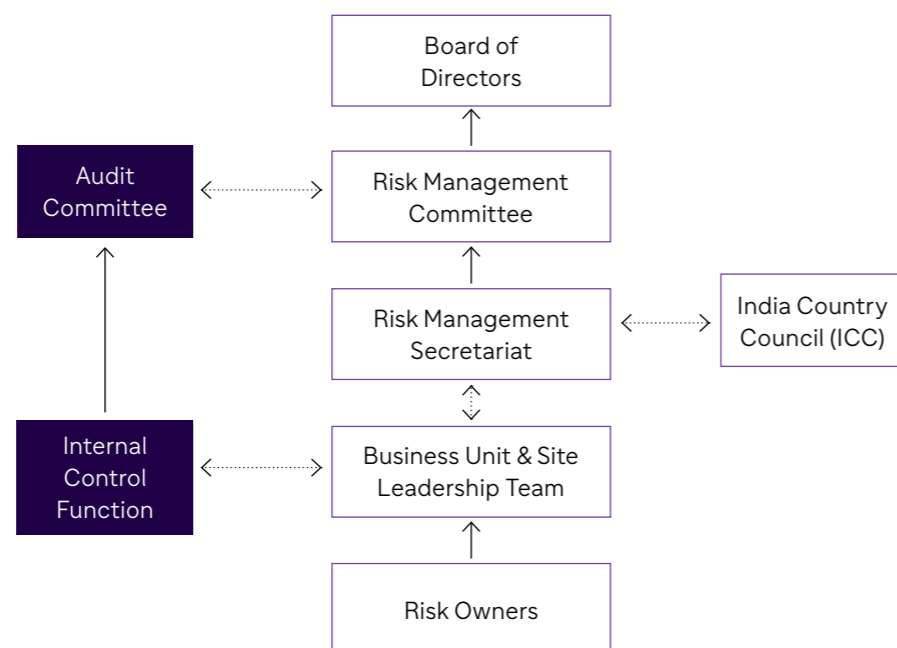 Board of
Directors
Audit
Committee
Risk Management
Committee
Risk Management
Secretariat
India Country
Council (ICC)
Internal
Control
Function
Business Unit & Site
Leadership Team
Risk Owners